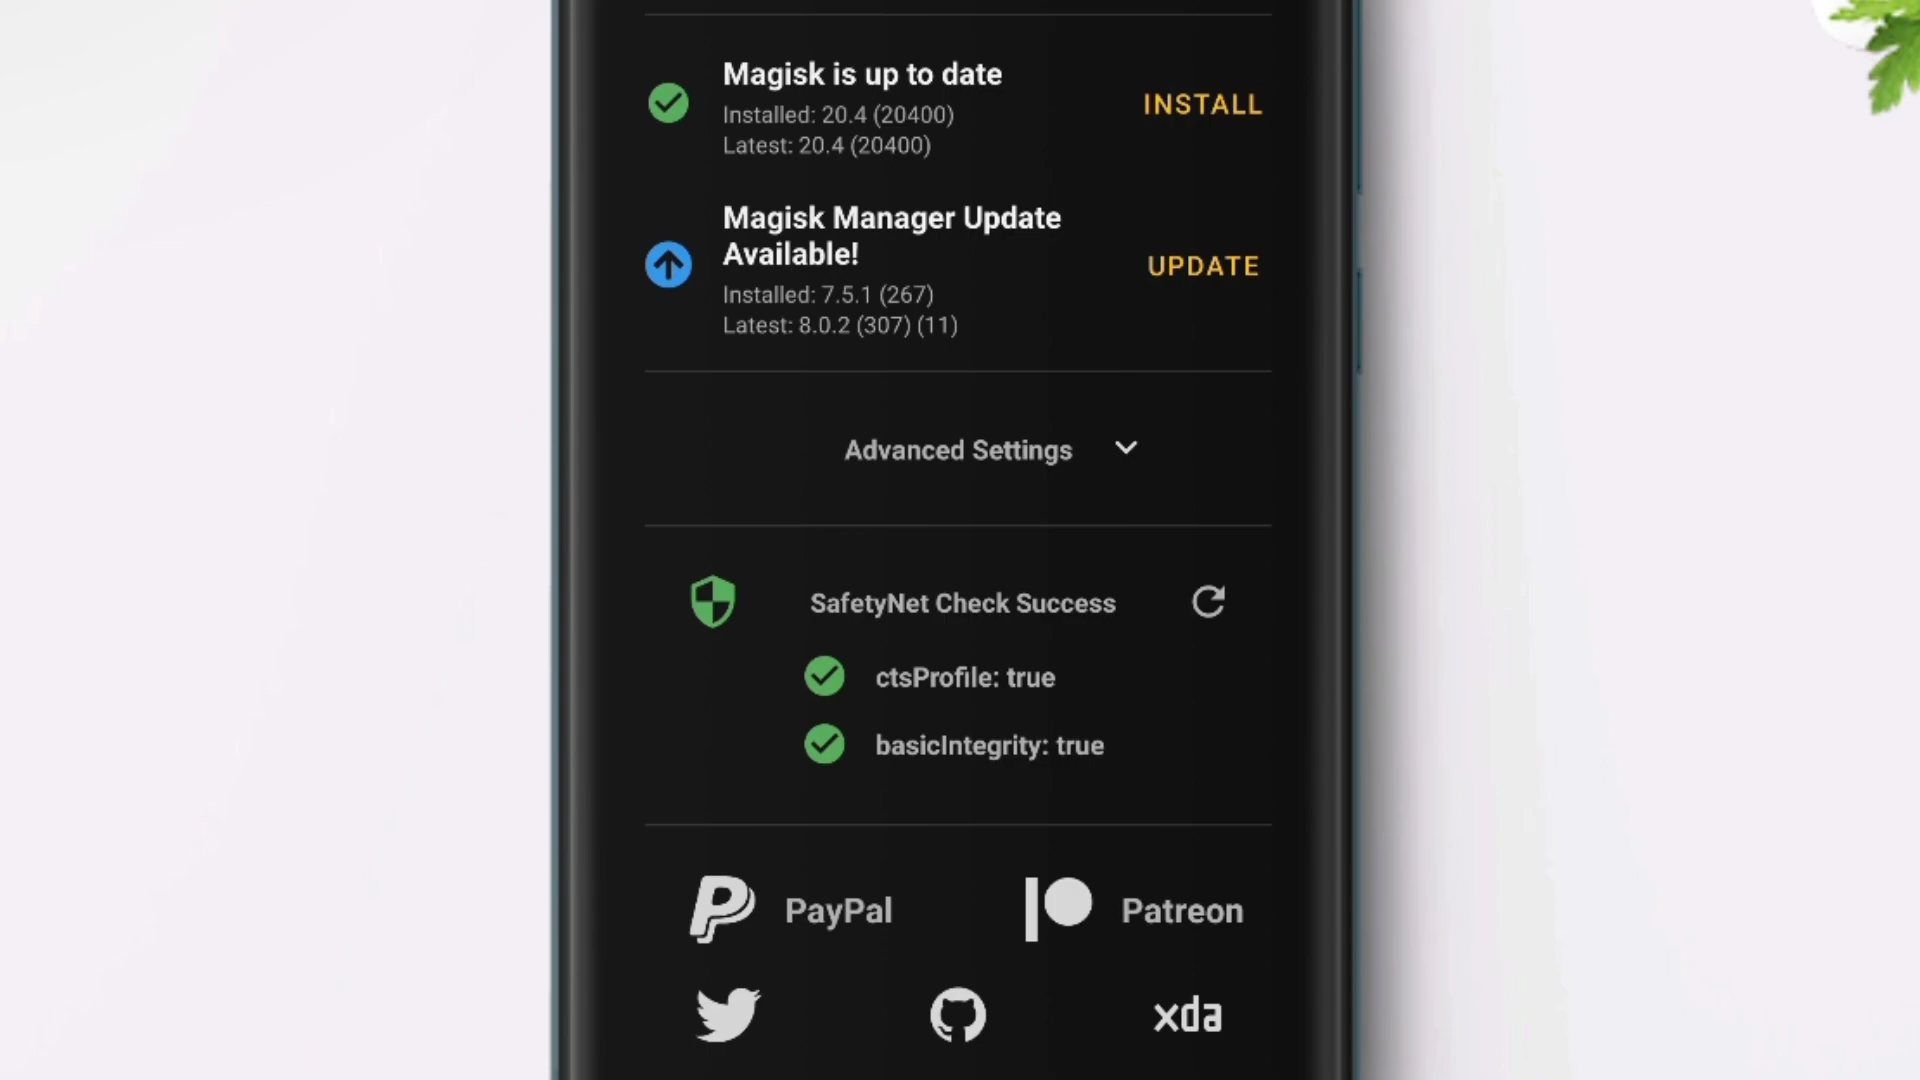 Magisk is up to date
Installed: 20.4 (20400)
Latest: 20.4 (20400)
INSTALL
Magisk Manager Update
Available!
Installed: 7.5.1 (267)
Latest: 8.0.2 (307) (11)
UPDATE
Advanced Settings
SafetyNet Check Success
ctsProfile: true
basicIntegrity: true
PayPal
Patreon
xda